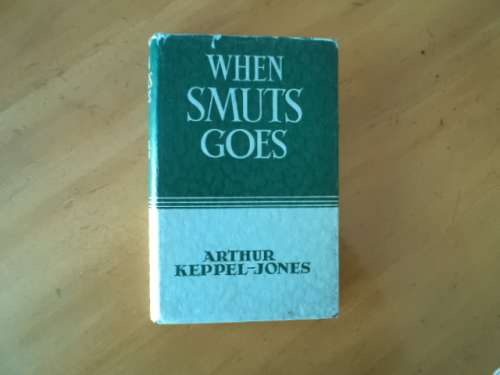 WHEN
SMUTS
GOES
ARTHUR
KEPPEL-JONES